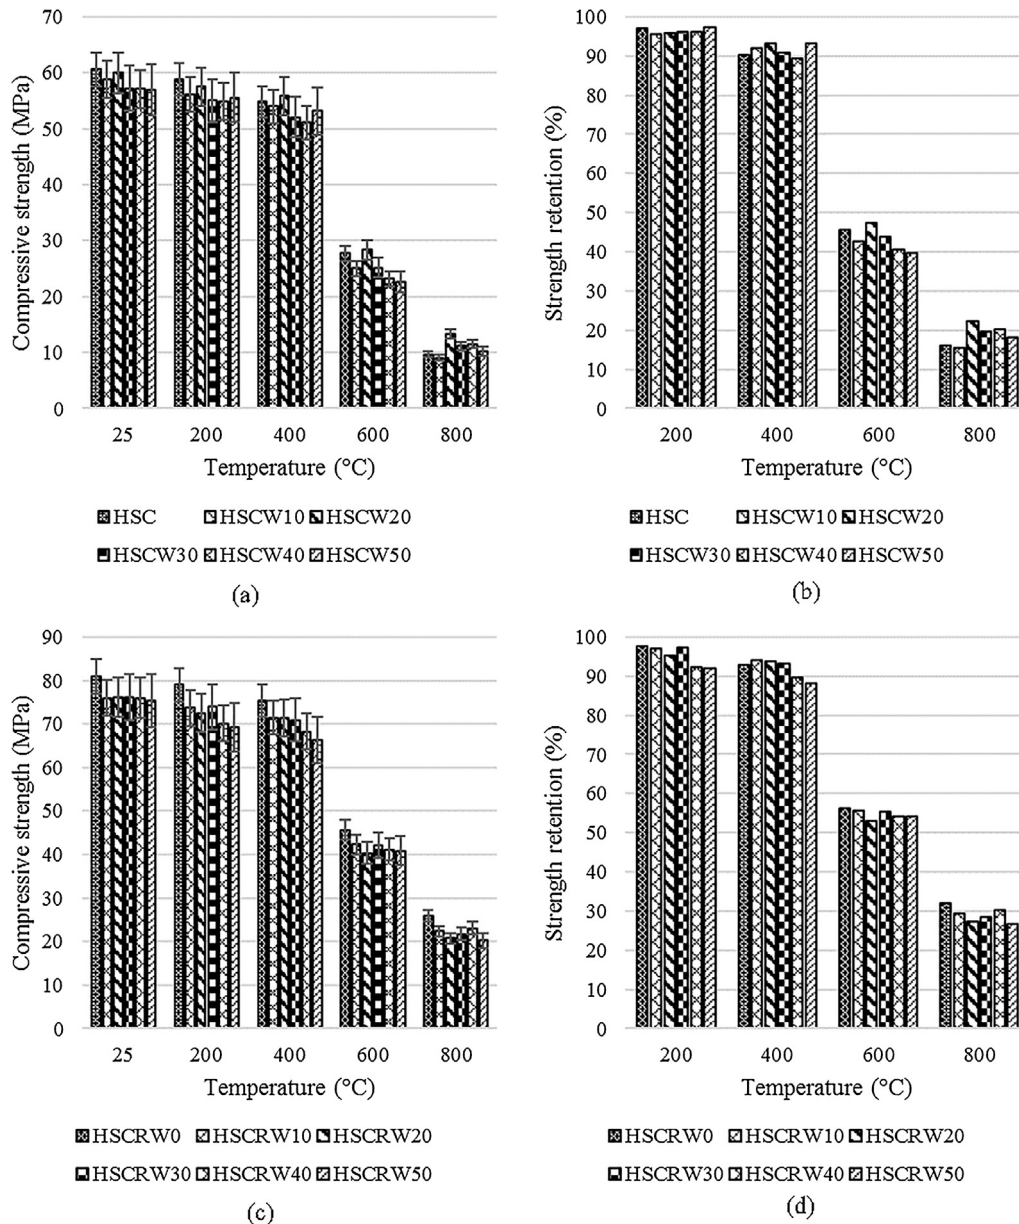 70
60
50
40
30
20
10
0
Compressive strength (MPa)
25 200 400 600 800
Temperature (°C)
HSC HSCW10 HSCW20
HSCW30 HSCW40 HSCW50
(a)
100
90
80
70
60
50
40
30
20
10
0
Strength retention (%)
200 400 600 800
Temperature (°C)
HSC HSCW10 HSCW20
HSCW30 HSCW40 HSCW50
(b)
90
80
70
60
50
40
30
20
10
0
Compressive strength (MPa)
25 200 400 600 800
Temperature (°C)
HSCRW0 HSCRW10 HSCRW20
HSCRW30 HSCRW40 HSCRW50
(c)
100
90
80
70
60
50
40
30
20
10
0
Strength retention (%)
200 400 600 800
Temperature (°C)
HSCRW0 HSCRW10 HSCRW20
HSCRW30 HSCRW40 HSCRW50
(d)